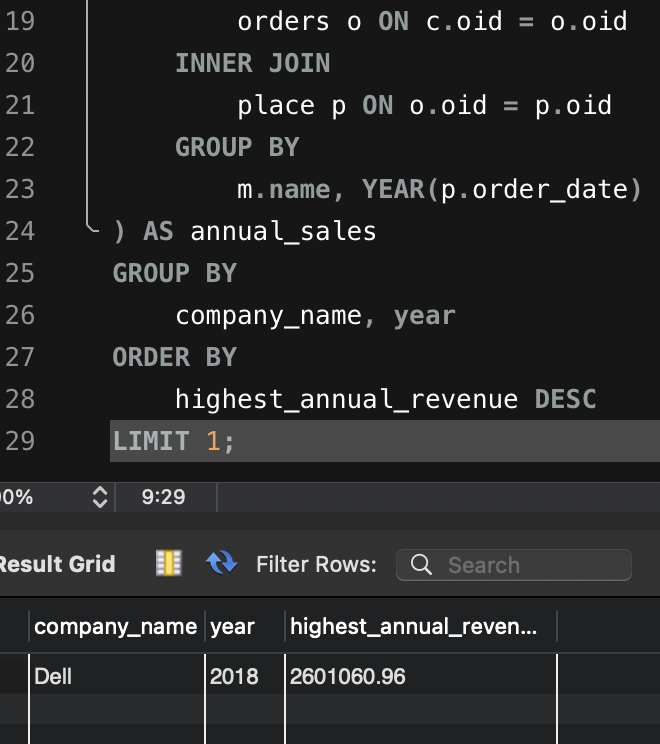 19 orders o ON c.oid = o.oid
20 INNER JOIN
21 place p ON o.oid = p.oid
22 GROUP BY
23 m.name, YEAR(p.order_date)
24 ) AS annual_sales
25 GROUP BY
26 company_name, year
27 ORDER BY
28 highest_annual_revenue DESC
29 LIMIT 1;
00% 9:29
Result Grid Filter Rows: Search
company_name year highest_annual_reven...
Dell 2018 2601060.96